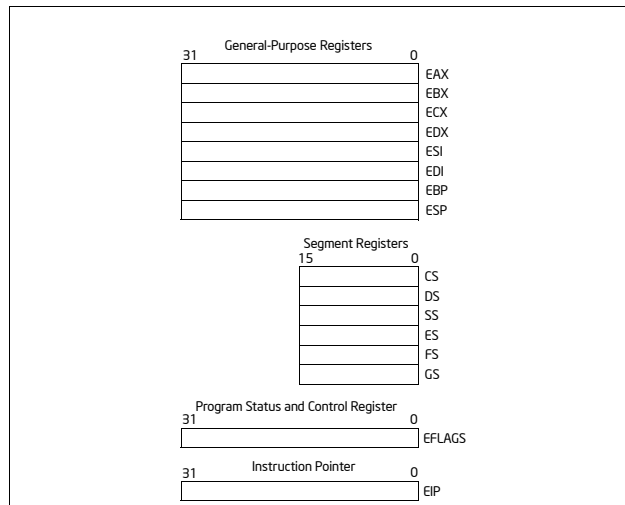 General-Purpose Registers
31 0
EAX
EBX
ECX
EDX
ESI
EDI
EBP
ESP
Segment Registers
15 0
CS
DS
SS
ES
FS
GS
Program Status and Control Register
31 0
EFLAGS
31 Instruction Pointer 0
EIP